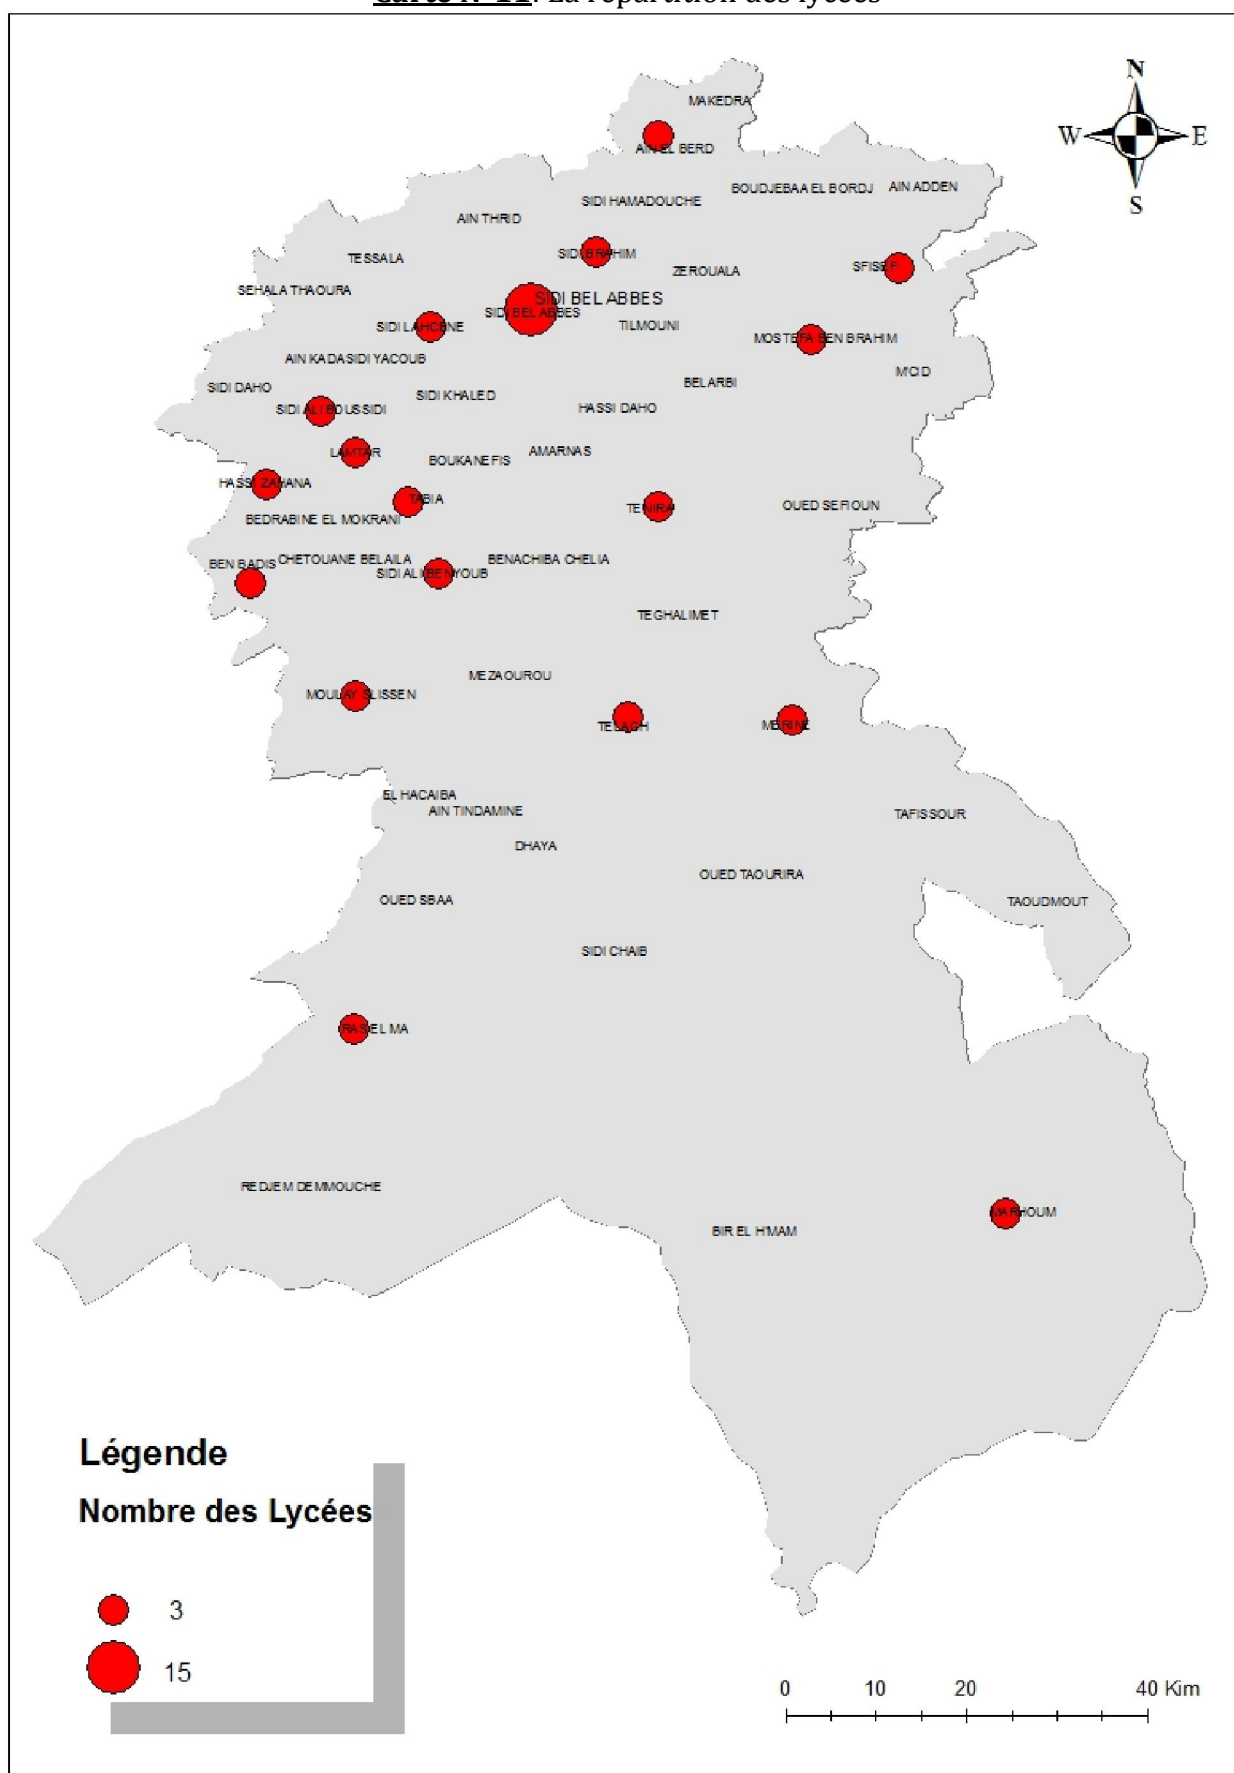 Carte N°11: La répartition des lycées
N
W
E
S
MAKEDRA
AIN EL BERD
BOUDJEBAA EL BORDJ
AIN ADDEN
SIDI HAMADOUCHE
AIN THRID
SIDI BRAHIM
TESSALA
ZEROUALA
SFISEF
SEHALA THAOURA
SIDI BEL ABBES
SIDI BEL ABBES
SIDI LAHCENE
TILMOUNI
MOSTEFA BEN BRAHIM
AIN KADASIDI YACOUB
M'CID
SIDI DAHO
BELARBI
SIDI KHALED
SIDI ALI BOUSSIDI
HASSI DAHO
LAMTAR
AMARNAS
BOUKANEFIS
HASSI ZAHANA
TABIA
TENIRA
OUED SEFIOUN
BEDRABINE EL MOKRANI
BEN BADIS
CHETOUANE BELAILA
BENACHIBA CHELIA
SIDI ALI BENYOUB
TEGHALIMET
MEZAOUROU
MOULAY SLISSEN
TELAGH
MERINE
EL HACAIBA
AIN TINDAMINE
TAFISSOUR
DHAYA
OUED TAOURIRA
OUED SBAA
TAOUDMOUT
SIDI CHAIB
RAS EL MA
REDJEM DEMMOUCHE
MARHOUM
BIR EL H'MAM
Légende
Nombre des Lycées
3
15
0 10 20 40 Kim